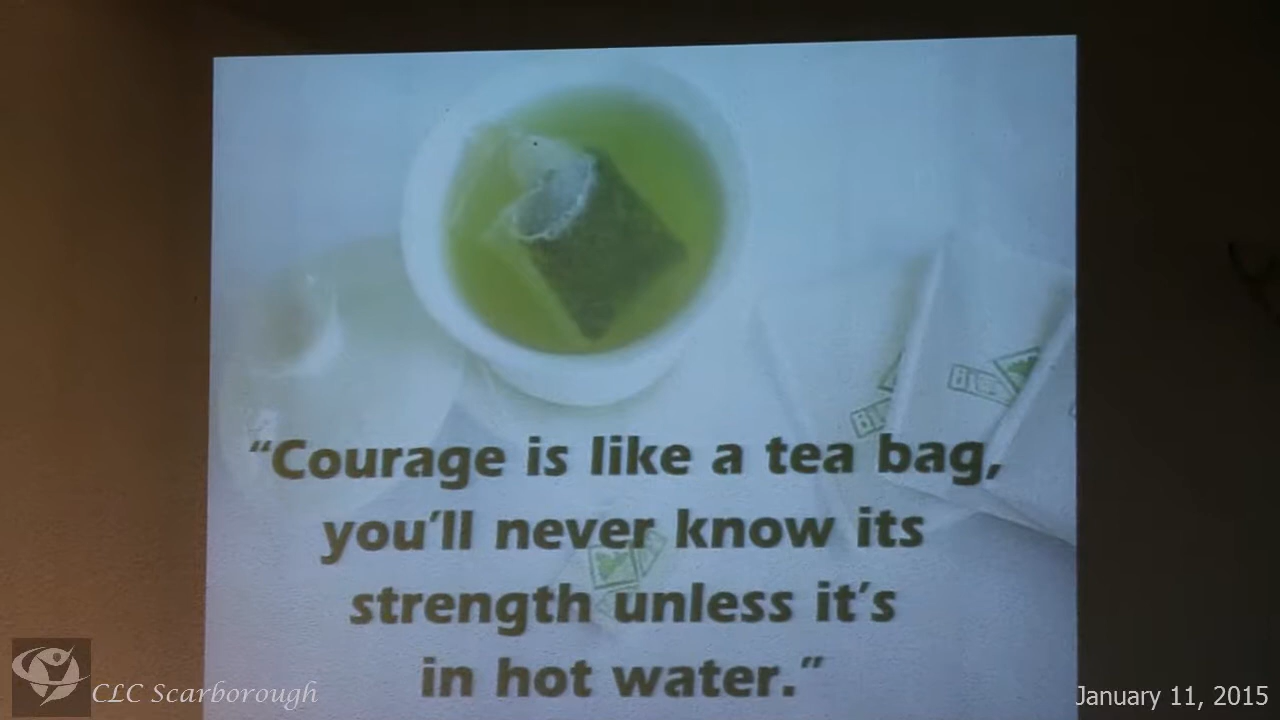 “Courage is like a tea bag,
you’ll never know its
strength unless it’s
in hot water.”
CLC Scarborough
January 11, 2015